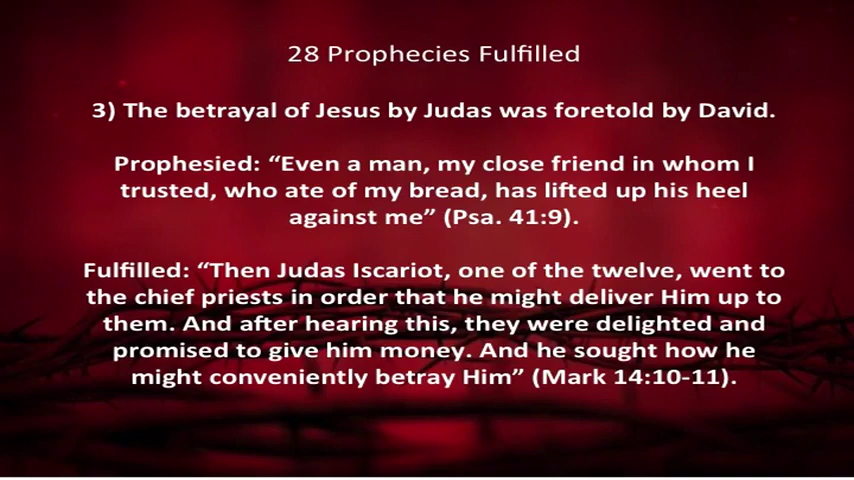 28 Prophecies Fulfilled
3) The betrayal of Jesus by Judas was foretold by David.
Prophesied: “Even a man, my close friend in whom I
trusted, who ate of my bread, has lifted up his heel
against me” (Psa. 41:9).
Fulfilled: “Then Judas Iscariot, one of the twelve, went to
the chief priests in order that he might deliver Him up to
them. And after hearing this, they were delighted and
promised to give him money. And he sought how he
might conveniently betray Him” (Mark 14:10-11).